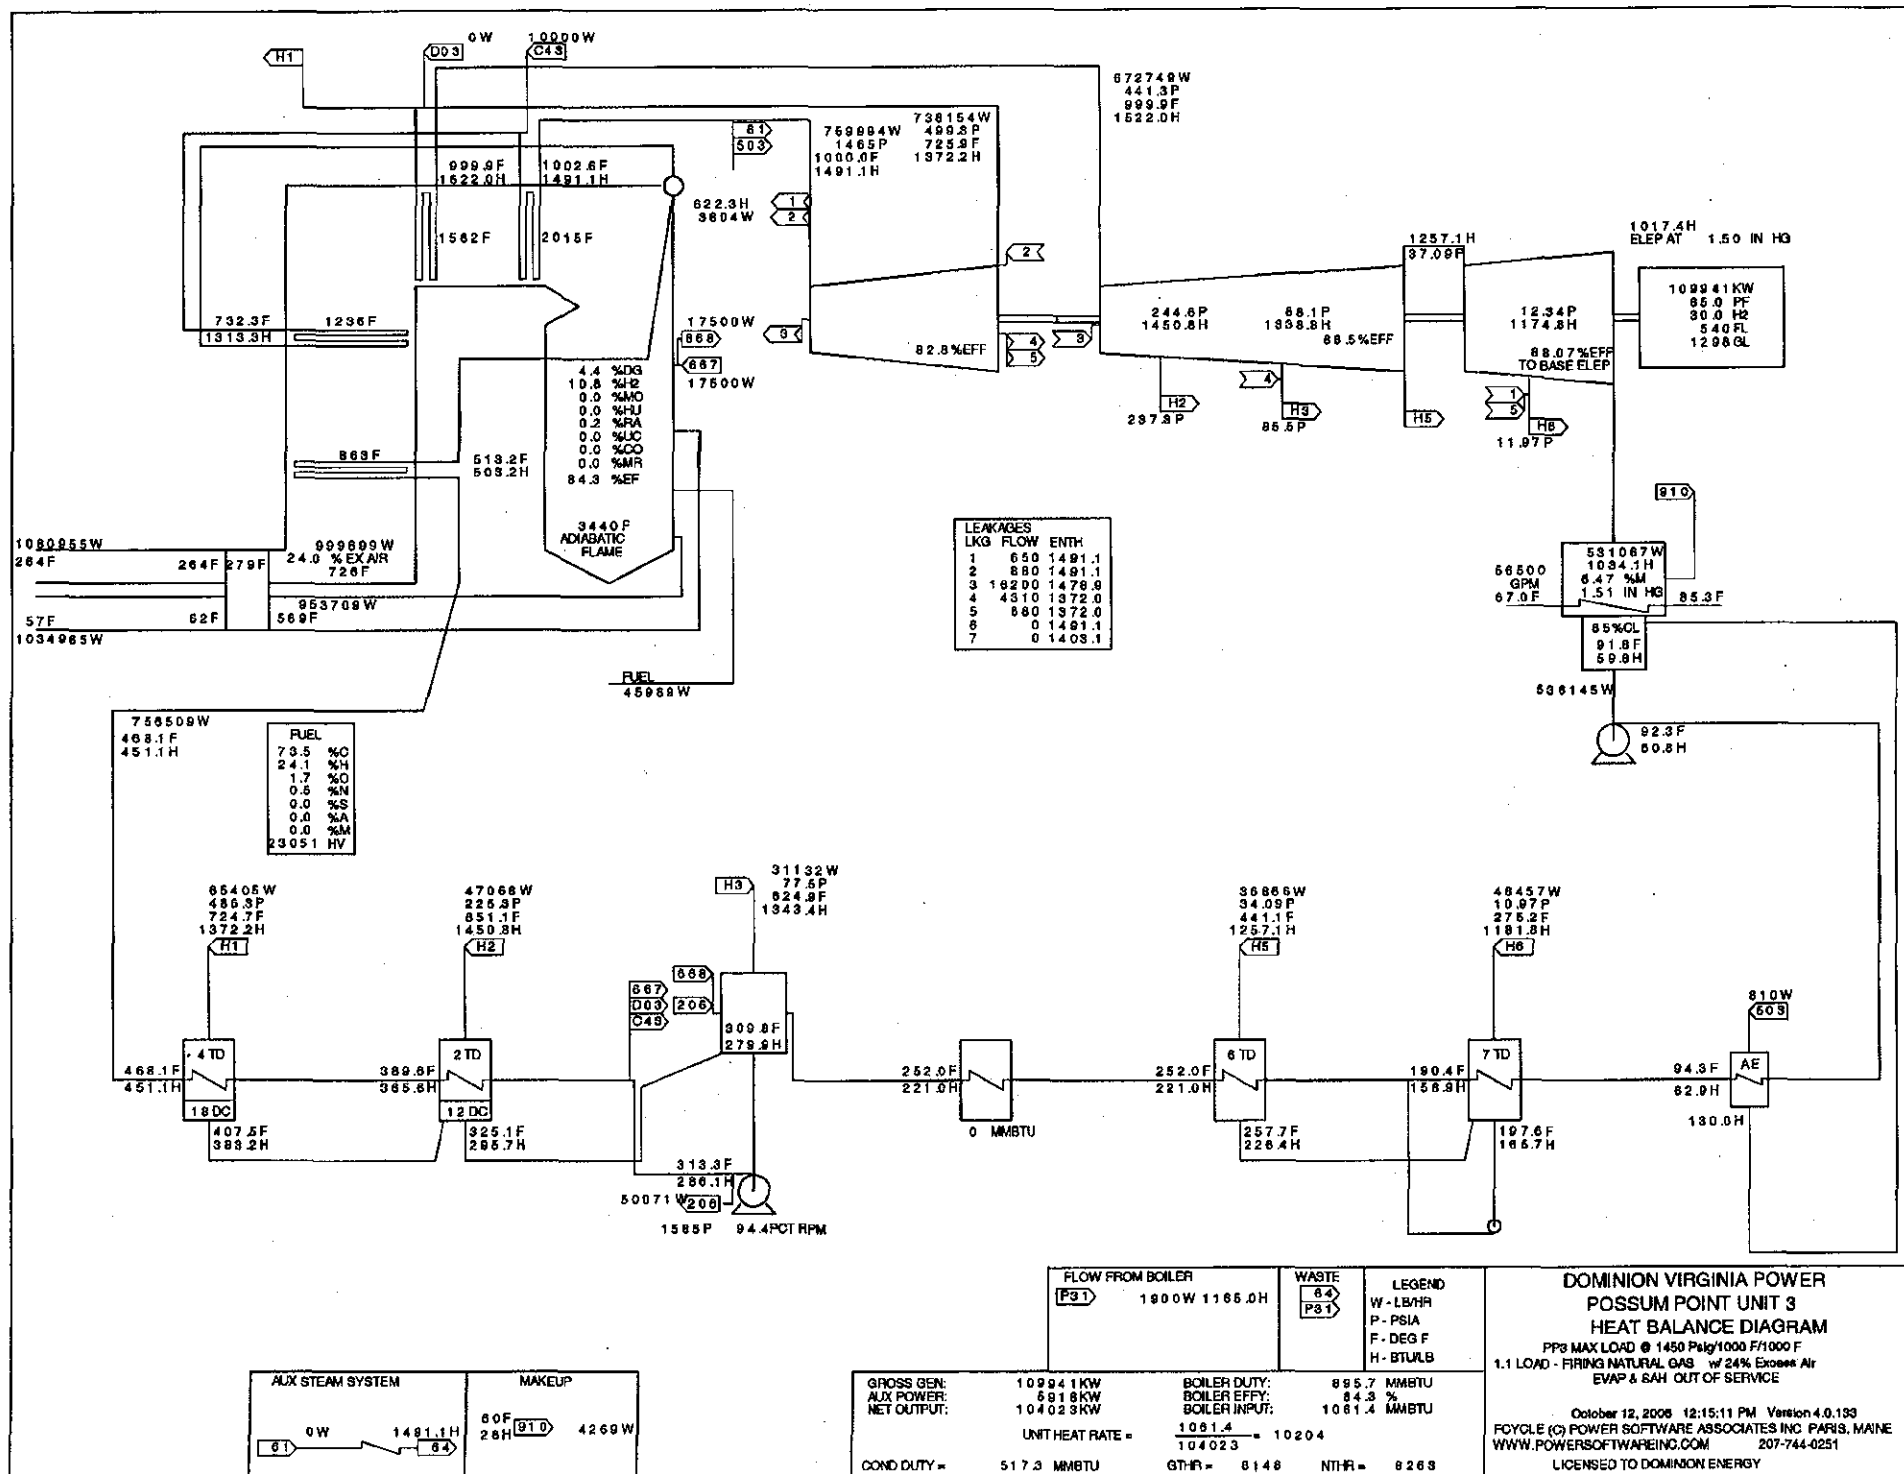 H1
D03
0W
10000W
C43
672749W
441.3P
999.9F
1522.0H
61
503
759994W
1465P
1000.0F
1491.1H
738154W
499.3P
725.9F
1372.2H
999.9F
1522.0H
1002.6F
1491.1H
622.3H
3604W
1
2
1562F
2015F
2
1257.1H
37.09P
1017.4H
ELEP AT 1.50 IN HG
109941KW
30.0 H2
540 FL
1298 GL
732.3F
1313.3H
1236F
17500W
668
667
17500W
3
82.8%EFF
4
5
3
244.6P
1450.8H
88.1P
12.34P
1174.8H
88.07%EFF
TO BASE ELEP
H2
4
H3
85.5P
H5
1
5
H6
11.97P
4.4 %DG
10.8 %H2
0.0 %MO
0.0 %HU
0.2 %RA
0.0 %UC
0.0 %CO
0.0 %MR
84.3 %EF
863F
513.2F
503.2H
3440F
ADIABATIC
FLAME
1080955W
264F
264F
279F
999699W
24.0 % EX AIR
726F
953709W
57F
1034965W
62F
569F
FUEL
45989W
LEAKAGES
LKG FLOW ENTH
1 650 1491.1
2 880 1491.1
3 16200 1478.9
4 4310 1372.0
5 880 1372.0
6 0 1491.1
7 0 1403.1
910
56500
GPM
67.0F
531067W
1034.1H
6.47 %M
1.51 IN HG
85.3F
85%CL
91.8F
59.8H
536145W
92.3F
60.8H
756509W
468.1F
451.1H
FUEL
73.5 %C
24.1 %H
1.7 %O
0.5 %N
0.0 %S
0.0 %A
0.0 %M
23051 HV
65405W
485.3P
724.7F
1372.2H
H1
47066W
225.3P
851.1F
1450.8H
H2
H3
31132W
77.5P
624.9F
1343.4H
36866W
34.09P
441.1F
1257.1H
H5
48457W
10.97P
275.2F
1181.8H
H6
667
D03
C43
668
206
309.8F
279.9H
810W
503
4 TD
18 DC
468.1F
451.1H
407.5F
383.2H
2 TD
12 DC
389.6F
365.6H
325.1F
295.7H
313.3F
286.1H
50071W
206
1585P
94.4PCT RPM
252.0F
221.0H
0 MMBTU
6 TD
252.0F
221.0H
257.7F
226.4H
7 TD
190.4F
158.9H
197.6F
165.7H
AE
94.3F
62.9H
130.0H
FLOW FROM BOILER
P31 1900W 1165.0H
WASTE
64
P31
LEGEND
W - LB/HR
P - PSIA
F - DEG F
H - BTU/LB
DOMINION VIRGINIA POWER
POSSUM POINT UNIT 3
HEAT BALANCE DIAGRAM
PP3 MAX LOAD @ 1450 Psig/1000 F/1000 F
1.1 LOAD - FIRING NATURAL GAS w/ 24% Excess Air
EVAP & SAH OUT OF SERVICE
October 12, 2006 12:15:11 PM Version 4.0.133
FCYCLE (C) POWER SOFTWARE ASSOCIATES INC PARIS, MAINE
WWW.POWERSOFTWAREINC.COM 207-744-0251
LICENSED TO DOMINION ENERGY
AUX STEAM SYSTEM
61
0W
1491.1H
64
MAKEUP
60F
28H
910
4269W
GROSS GEN: 109941KW
AUX POWER: 5918KW
NET OUTPUT: 104023KW
BOILER DUTY: 895.7 MMBTU
BOILER EFFY: 84.3 %
BOILER INPUT: 1061.4 MMBTU
UNIT HEAT RATE = 1061.4 / 104023 = 10204
COND DUTY = 517.3 MMBTU
GTHR =
NTHR =